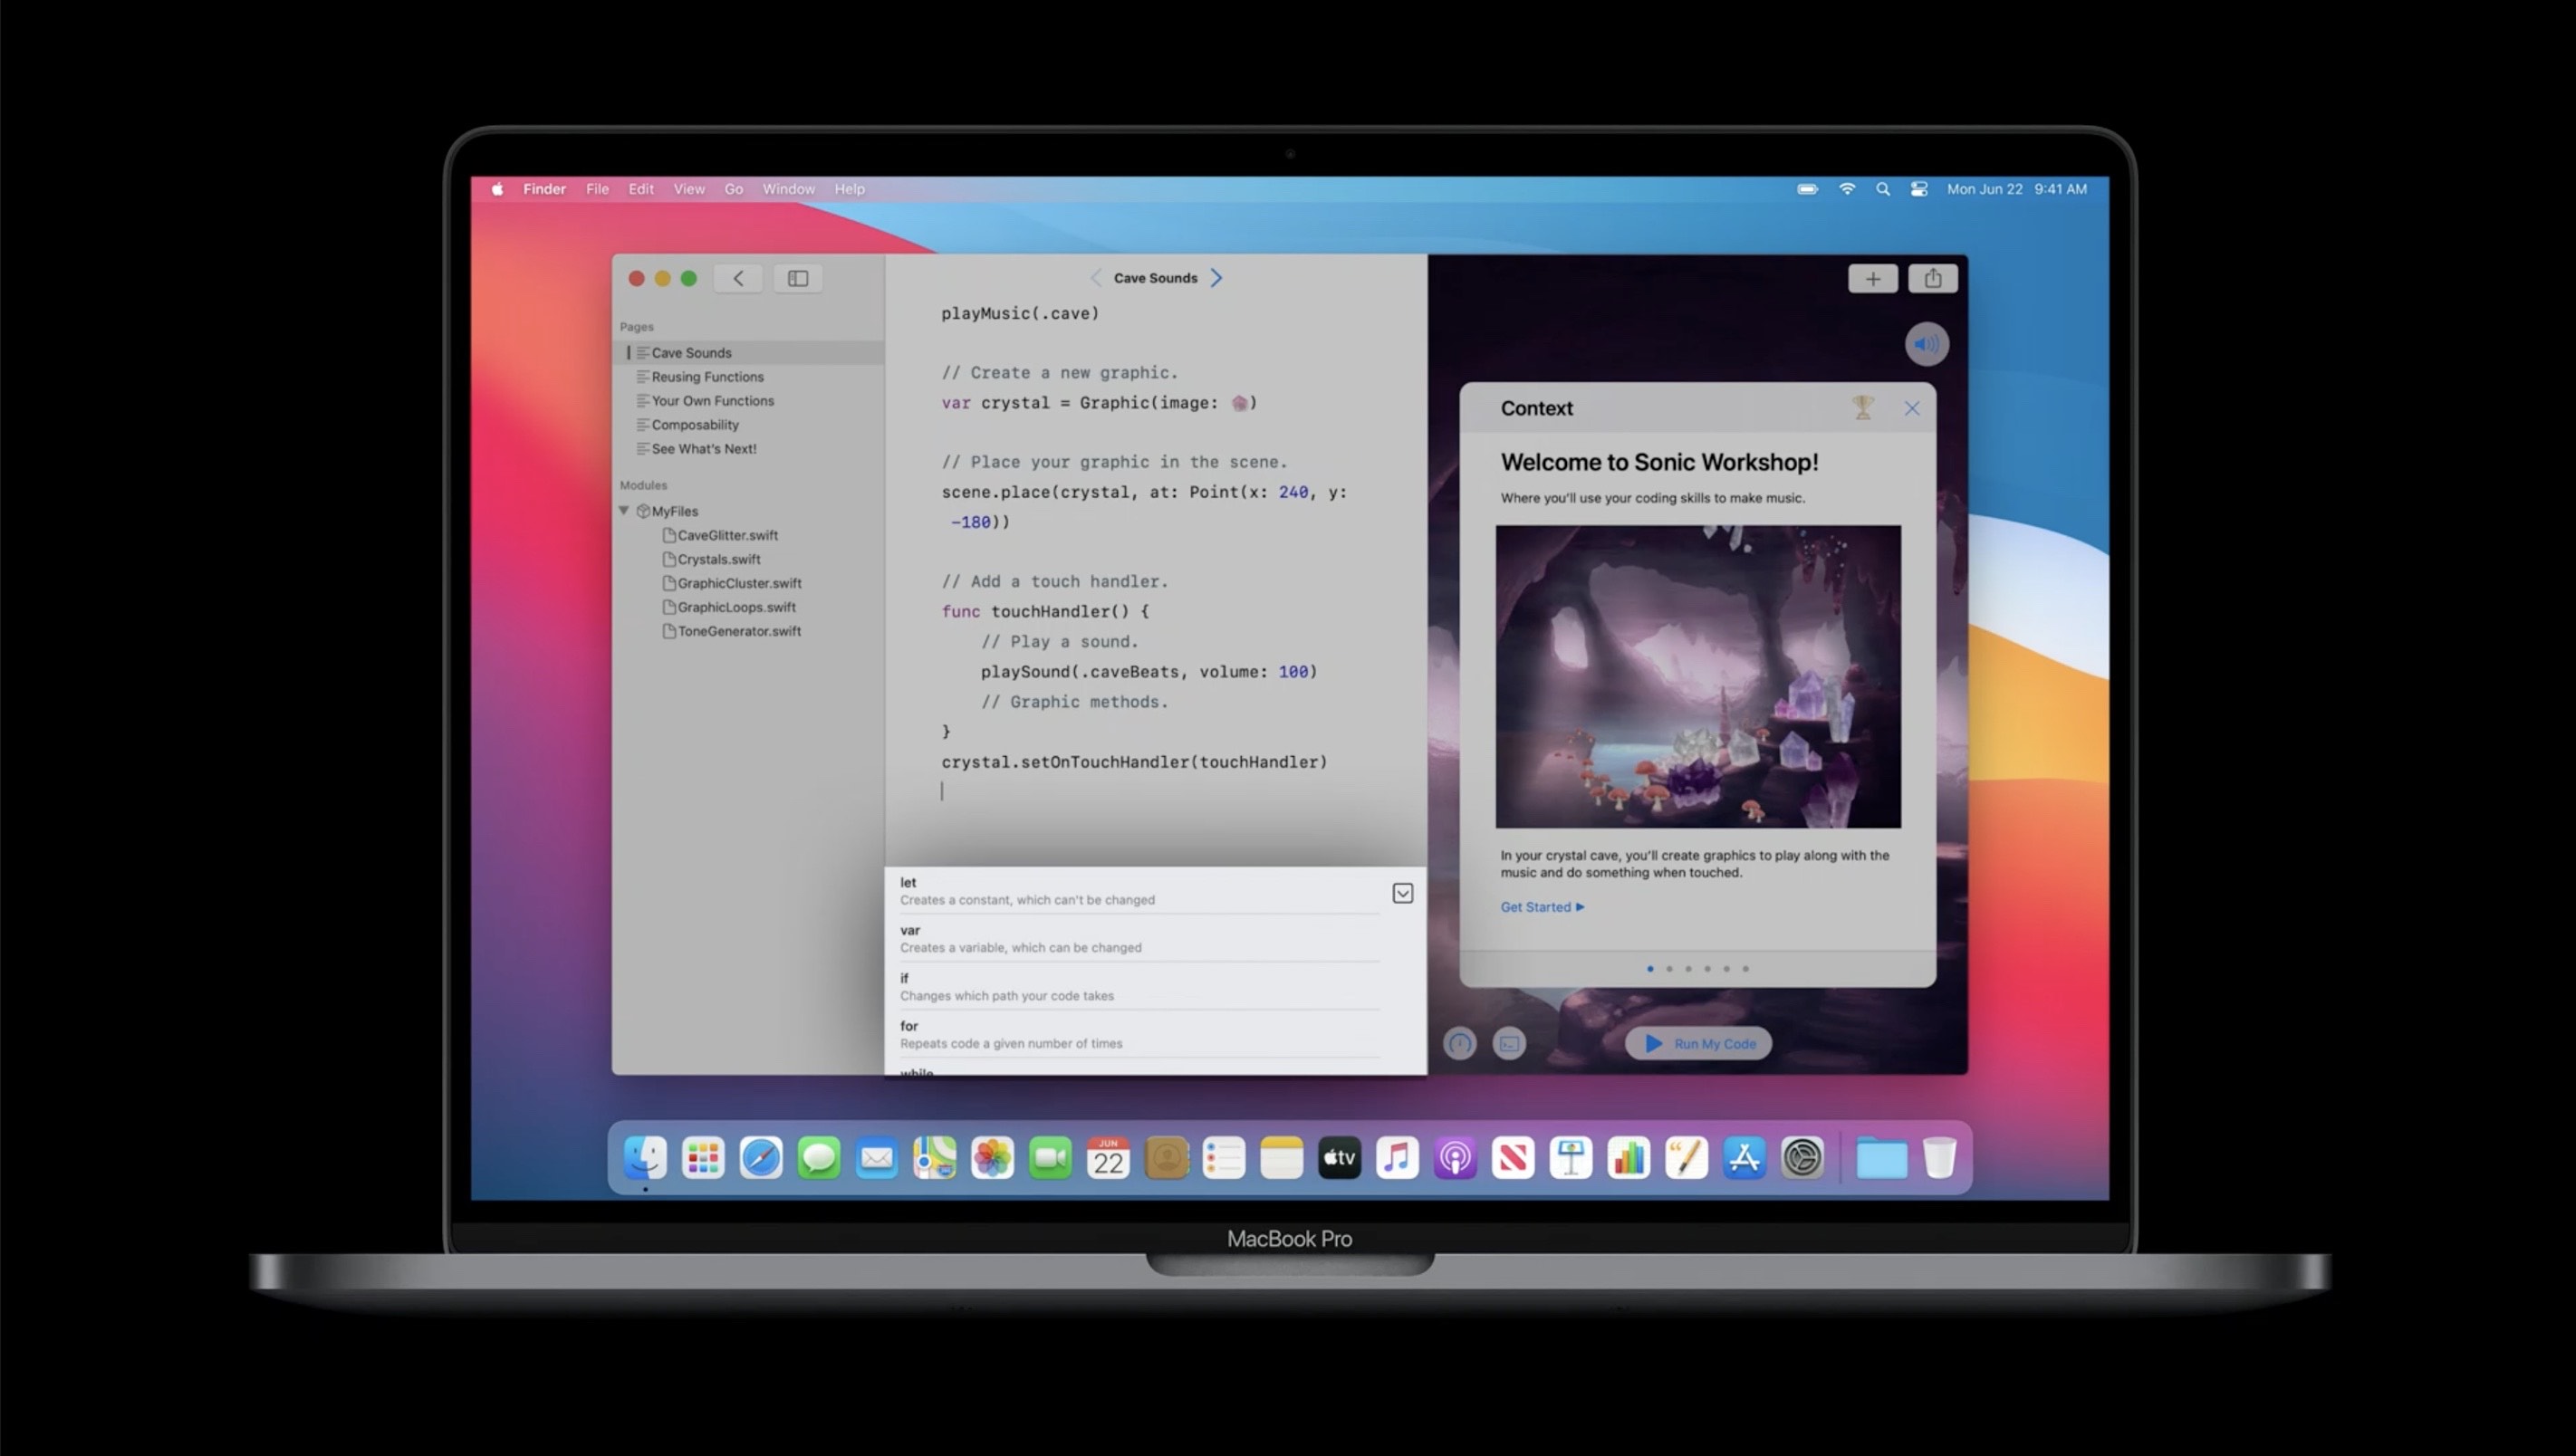 Finder File Edit View Go Window Help
Mon Jun 22 9:41 AM
Pages
Cave Sounds
Reusing Functions
Your Own Functions
Composability
See What's Next!
Modules
MyFiles
CaveGlitter.swift
Crystals.swift
GraphicCluster.swift
GraphicLoops.swift
ToneGenerator.swift
Cave Sounds
playMusic(.cave)
// Create a new graphic.
var crystal = Graphic(image: )
// Place your graphic in the scene.
scene.place(crystal, at: Point(x: 240, y:
-180))
// Add a touch handler.
func touchHandler() {
// Play a sound.
playSound(.caveBeats, volume: 100)
// Graphic methods.
}
crystal.setOnTouchHandler(touchHandler)
let
Creates a constant, which can't be changed
var
Creates a variable, which can be changed
if
Changes which path your code takes
for
Repeats code a given number of times
while
Context
Welcome to Sonic Workshop!
Where you'll use your coding skills to make music.
In your crystal cave, you'll create graphics to play along with the
music and do something when touched.
Get Started
Run My Code
JUN
22
tv
MacBook Pro